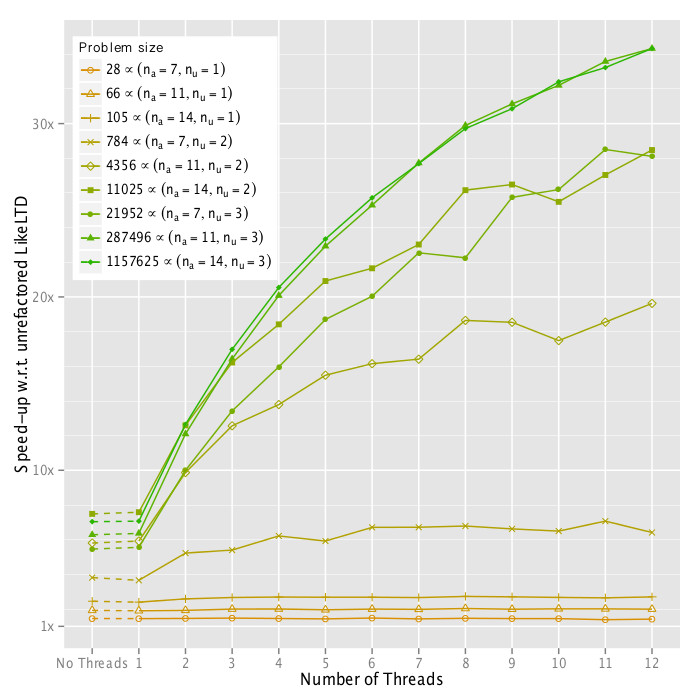 Problem size
28 ∝ (nₐ = 7, nᵤ = 1)
66 ∝ (nₐ = 11, nᵤ = 1)
105 ∝ (nₐ = 14, nᵤ = 1)
784 ∝ (nₐ = 7, nᵤ = 2)
4356 ∝ (nₐ = 11, nᵤ = 2)
11025 ∝ (nₐ = 14, nᵤ = 2)
21952 ∝ (nₐ = 7, nᵤ = 3)
287496 ∝ (nₐ = 11, nᵤ = 3)
1157625 ∝ (nₐ = 14, nᵤ = 3)
30x
20x
10x
1x
Speed−up w.r.t. unrefactored LikeLTD
No Threads 1 2 3 4 5 6 7 8 9 10 11 12
Number of Threads